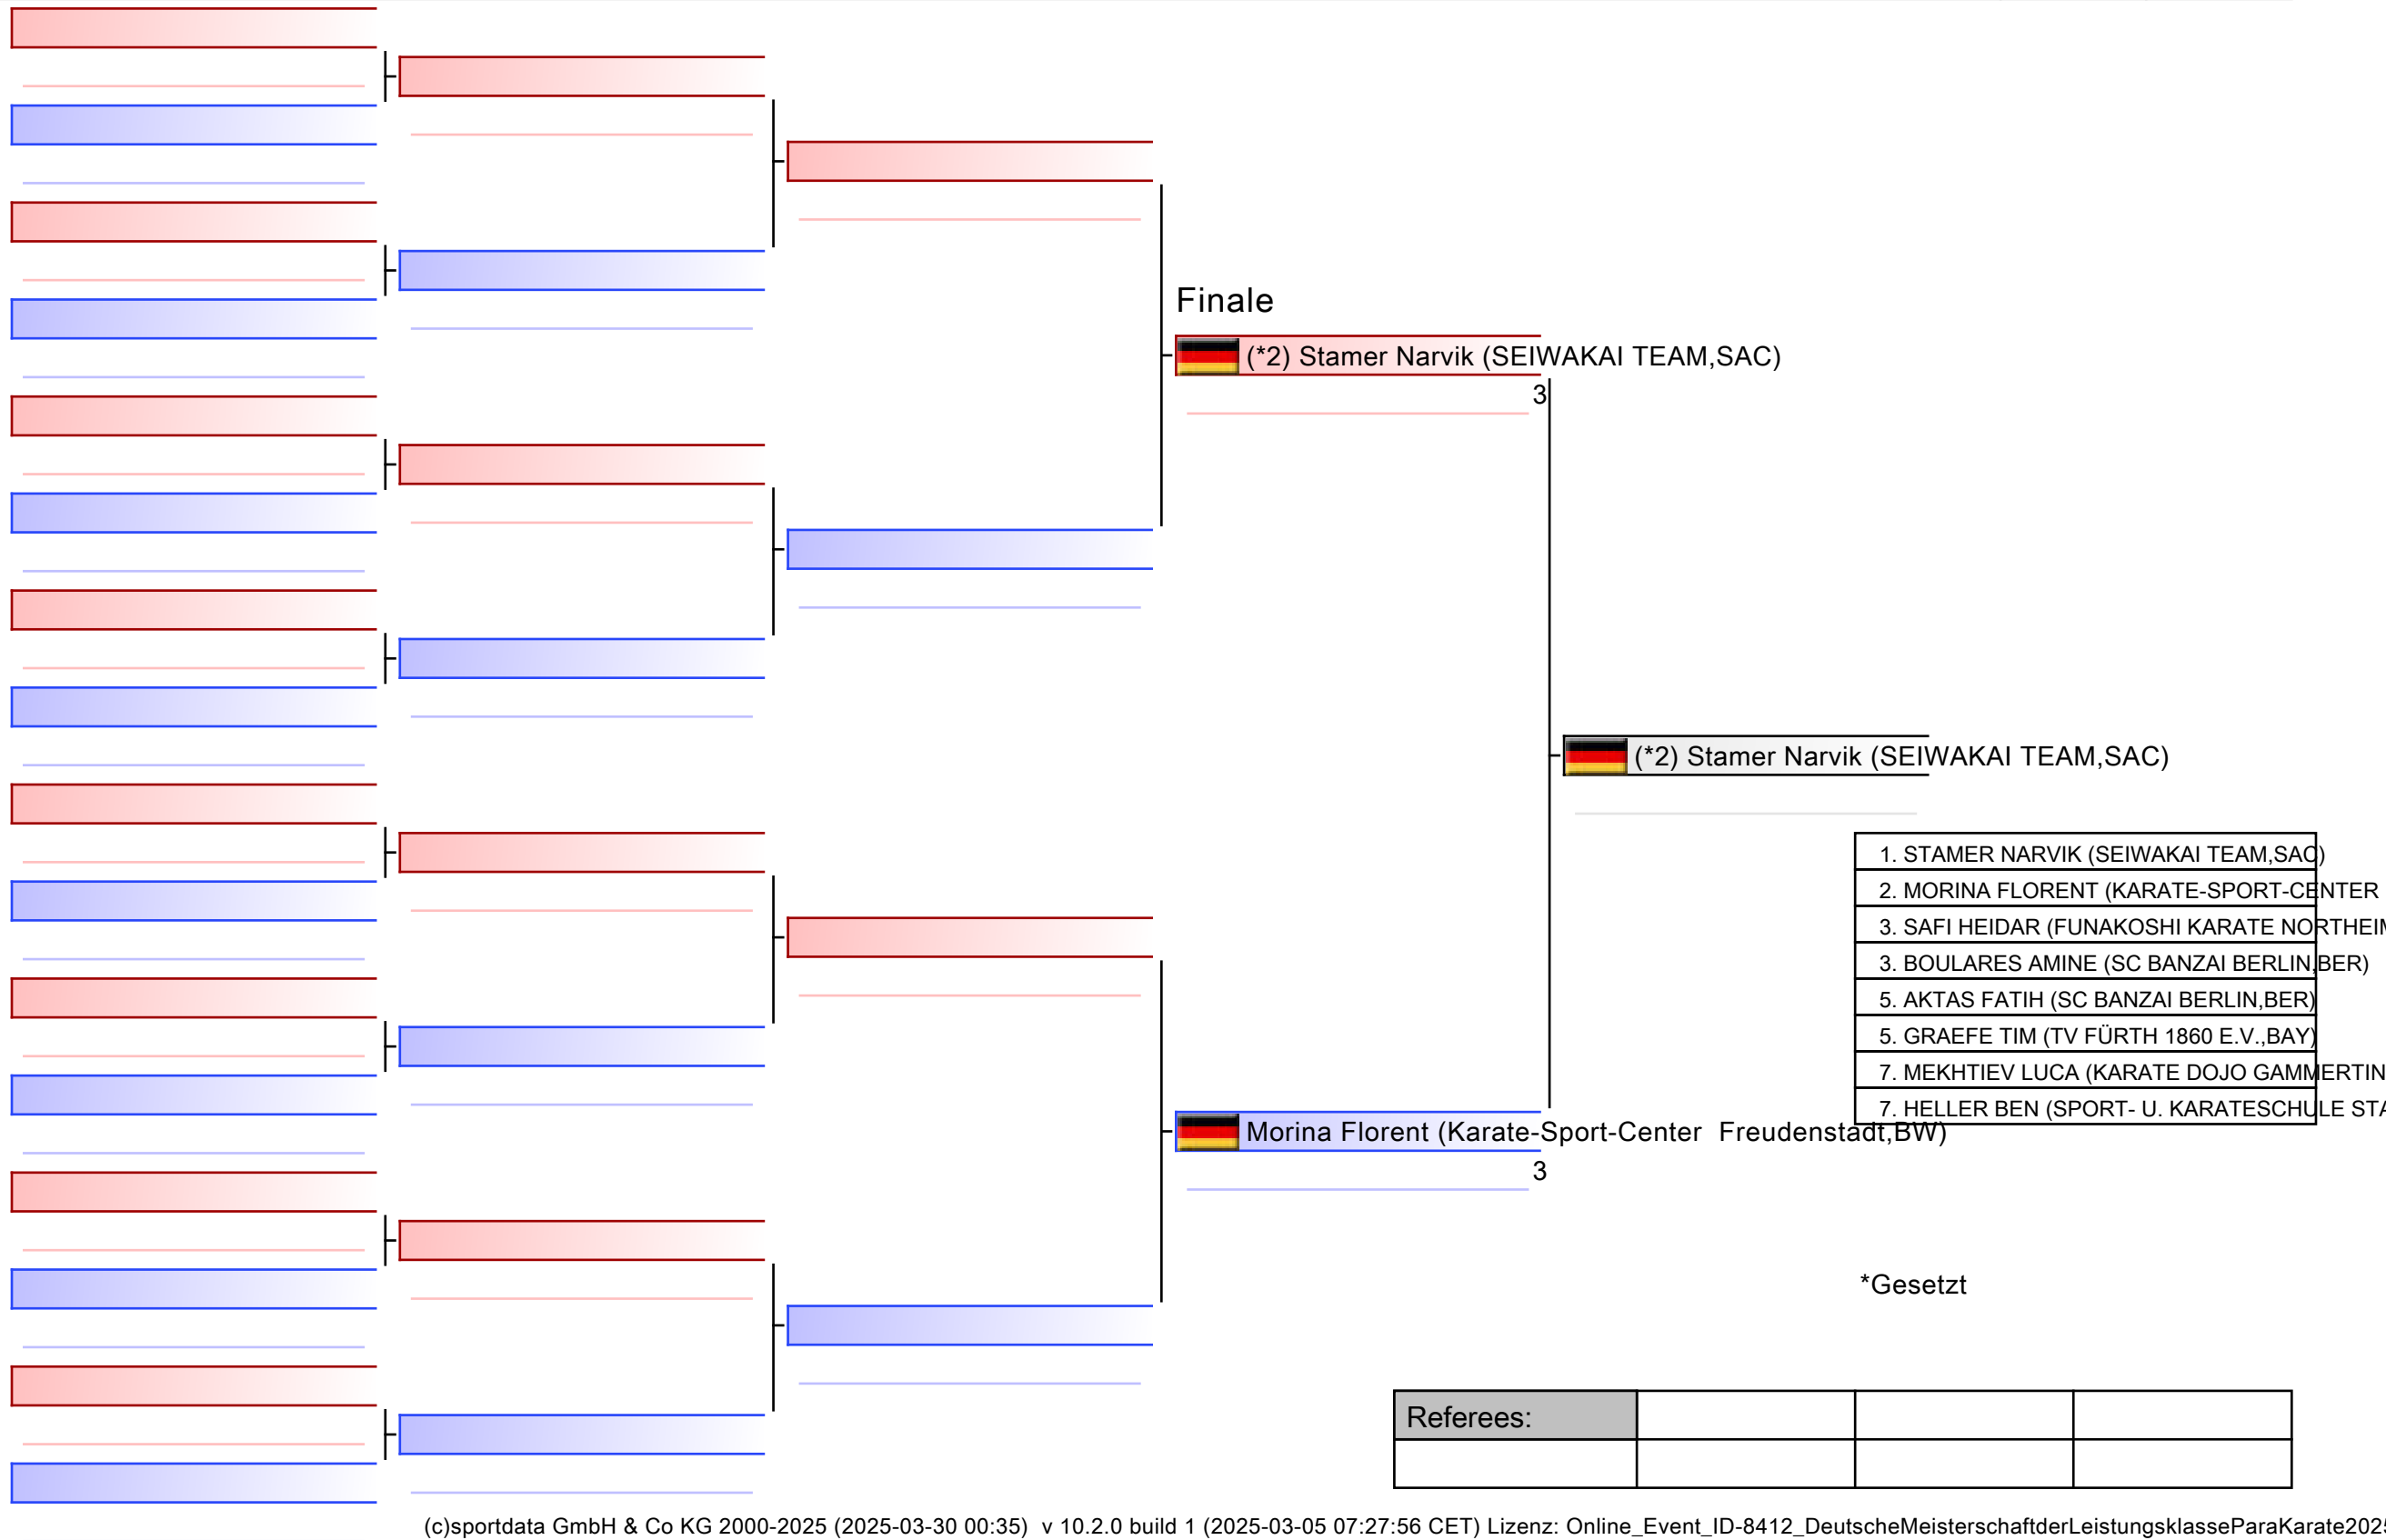 Finale
(*2) Stamer Narvik (SEIWAKAI TEAM,SAC)
3
(*2) Stamer Narvik (SEIWAKAI TEAM,SAC)
1. STAMER NARVIK (SEIWAKAI TEAM,SAC)
2. MORINA FLORENT (KARATE-SPORT-CENTER
3. SAFI HEIDAR (FUNAKOSHI KARATE NORTHEIM
3. BOULARES AMINE (SC BANZAI BERLIN,BER)
5. AKTAS FATIH (SC BANZAI BERLIN,BER)
5. GRAEFE TIM (TV FÜRTH 1860 E.V.,BAY)
7. MEKHTIEV LUCA (KARATE DOJO GAMMERTIN
7. HELLER BEN (SPORT- U. KARATESCHULE STA
Morina Florent (Karate-Sport-Center Freudenstadt,BW)
3
*Gesetzt
Referees:
(c)sportdata GmbH & Co KG 2000-2025 (2025-03-30 00:35) v 10.2.0 build 1 (2025-03-05 07:27:56 CET) Lizenz: Online_Event_ID-8412_DeutscheMeisterschaftderLeistungsklasseParaKarate2025